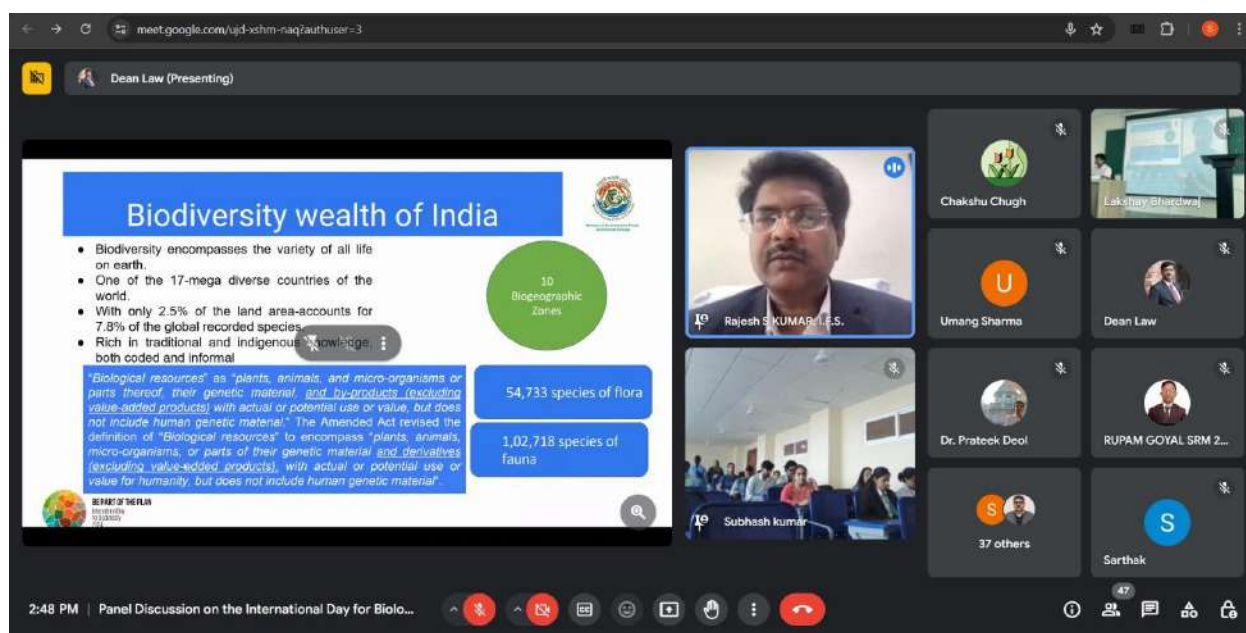 meet.google.com/ujd-xshm-naq?authuser=3
Dean Law (Presenting)
Biodiversity wealth of India
● Biodiversity encompasses the variety of all life
on earth.
● One of the 17-mega diverse countries of the
world.
● With only 2.5% of the land area-accounts for
7.8% of the global recorded species.
● Rich in traditional and indigenous knowledge,
both coded and informal
10
Biogeographic
Zones
"Biological resources" as "plants, animals, and micro-organisms or
parts thereof, their genetic material, and by-products (excluding
value-added products) with actual or potential use or value, but does
not include human genetic material." The Amended Act revised the
definition of "Biological resources" to encompass "plants, animals,
micro-organisms, or parts of their genetic material and derivatives
(excluding value-added products), with actual or potential use or
value for humanity, but does not include human genetic material".
54,733 species of flora
1,02,718 species of
fauna
BE PART OF THE PLAN
Rajesh S KUMAR, I.F.S.
Subhash kumar
Chakshu Chugh
Lakshay Bhardwaj
U
Umang Sharma
Dean Law
Dr. Prateek Deol
RUPAM GOYAL SRM 2...
S
37 others
S
Sarthak
2:48 PM | Panel Discussion on the International Day for Biolo...
47